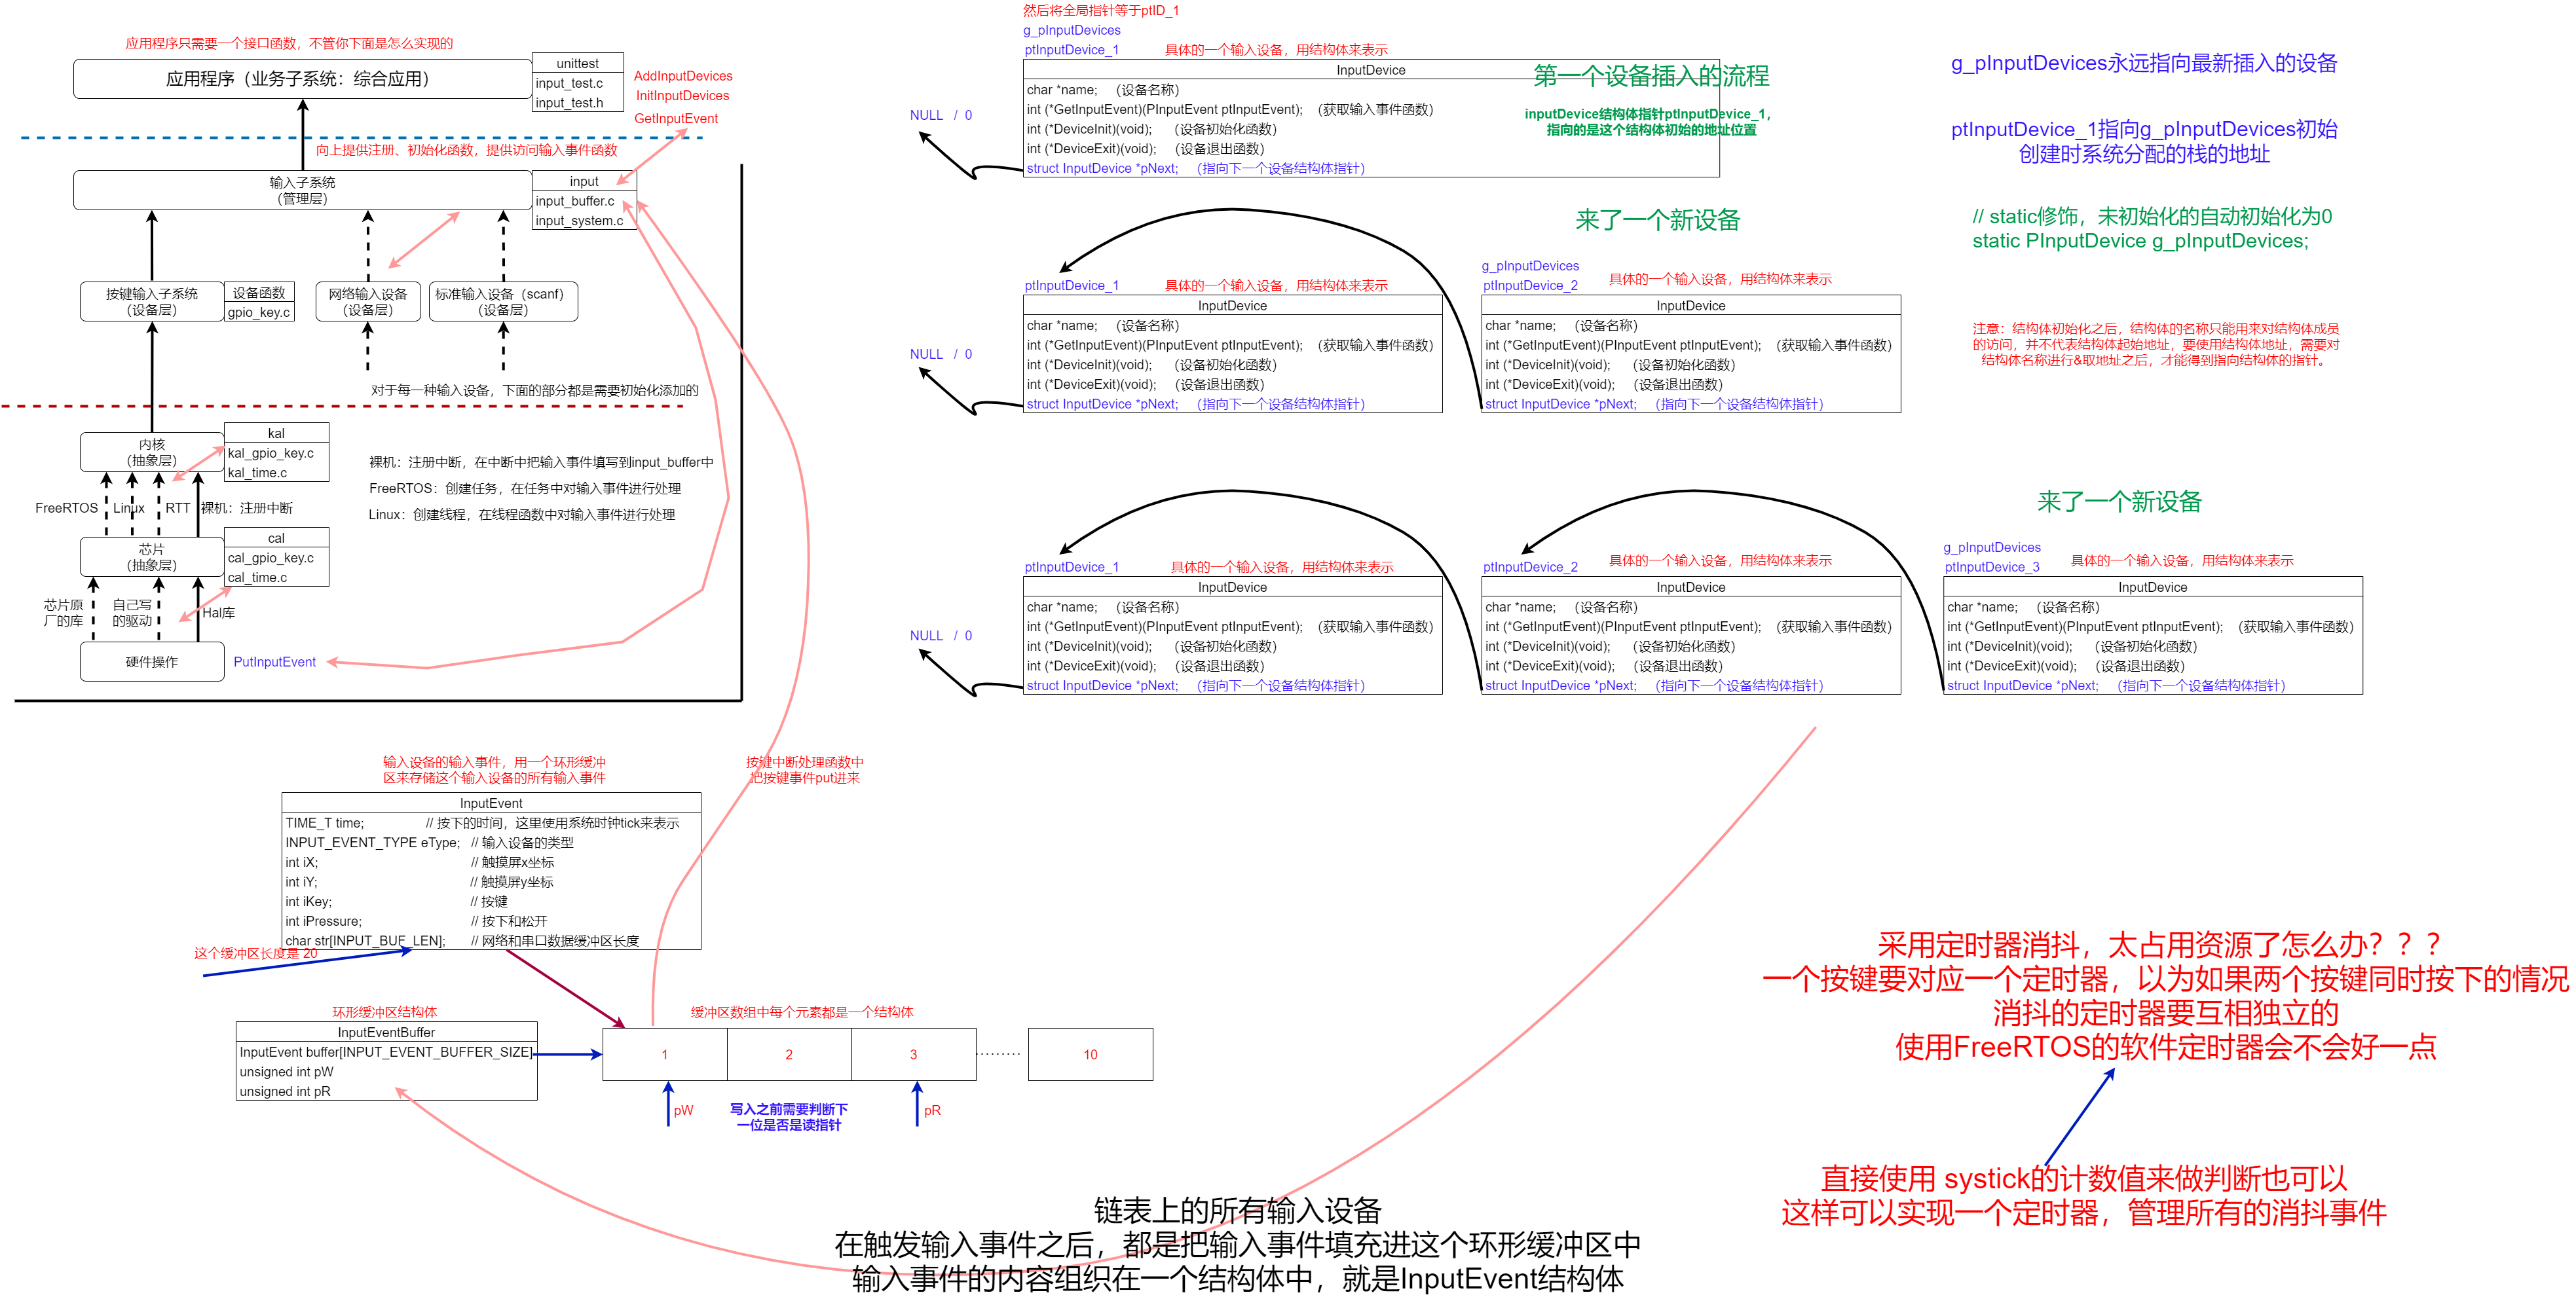 应用程序只需要一个接口函数，不管你下面是怎么实现的
应用程序（业务子系统：综合应用）
unittest
input_test.c
input_test.h
AddInputDevices
InitInputDevices
GetInputEvent
向上提供注册、初始化函数，提供访问输入事件函数
输入子系统
（管理层）
input
input_buffer.c
input_system.c
按键输入子系统
（设备层）
设备函数
gpio_key.c
网络输入设备
（设备层）
标准输入设备（scanf）
（设备层）
对于每一种输入设备，下面的部分都是需要初始化添加的
内核
（抽象层）
kal
kal_gpio_key.c
kal_time.c
裸机：注册中断，在中断中把输入事件填写到input_buffer中
FreeRTOS：创建任务，在任务中对输入事件进行处理
Linux：创建线程，在线程函数中对输入事件进行处理
FreeRTOS
Linux
RTT
裸机：注册中断
芯片
（抽象层）
cal
cal_gpio_key.c
cal_time.c
芯片原
厂的库
自己写
的驱动
Hal库
硬件操作
PutInputEvent
然后将全局指针等于ptID_1
g_pInputDevices
ptInputDevice_1
具体的一个输入设备，用结构体来表示
InputDevice
char *name; （设备名称）
int (*GetInputEvent)(PInputEvent ptInputEvent); （获取输入事件函数）
int (*DeviceInit)(void); （设备初始化函数）
int (*DeviceExit)(void); （设备退出函数）
struct InputDevice *pNext; （指向下一个设备结构体指针）
NULL / 0
第一个设备插入的流程
inputDevice结构体指针ptInputDevice_1，
指向的是这个结构体初始的地址位置
g_pInputDevices永远指向最新插入的设备
ptInputDevice_1指向g_pInputDevices初始
创建时系统分配的栈的地址
// static修饰，未初始化的自动初始化为0
static PInputDevice g_pInputDevices;
注意：结构体初始化之后，结构体的名称只能用来对结构体成员
的访问，并不代表结构体起始地址，要使用结构体地址，需要对
结构体名称进行&取地址之后，才能得到指向结构体的指针。
来了一个新设备
ptInputDevice_1
具体的一个输入设备，用结构体来表示
InputDevice
char *name; （设备名称）
int (*GetInputEvent)(PInputEvent ptInputEvent); （获取输入事件函数）
int (*DeviceInit)(void); （设备初始化函数）
int (*DeviceExit)(void); （设备退出函数）
struct InputDevice *pNext; （指向下一个设备结构体指针）
NULL / 0
g_pInputDevices
ptInputDevice_2
具体的一个输入设备，用结构体来表示
InputDevice
char *name; （设备名称）
int (*GetInputEvent)(PInputEvent ptInputEvent); （获取输入事件函数）
int (*DeviceInit)(void); （设备初始化函数）
int (*DeviceExit)(void); （设备退出函数）
struct InputDevice *pNext; （指向下一个设备结构体指针）
来了一个新设备
ptInputDevice_1
具体的一个输入设备，用结构体来表示
InputDevice
char *name; （设备名称）
int (*GetInputEvent)(PInputEvent ptInputEvent); （获取输入事件函数）
int (*DeviceInit)(void); （设备初始化函数）
int (*DeviceExit)(void); （设备退出函数）
struct InputDevice *pNext; （指向下一个设备结构体指针）
NULL / 0
ptInputDevice_2
具体的一个输入设备，用结构体来表示
InputDevice
char *name; （设备名称）
int (*GetInputEvent)(PInputEvent ptInputEvent); （获取输入事件函数）
int (*DeviceInit)(void); （设备初始化函数）
int (*DeviceExit)(void); （设备退出函数）
struct InputDevice *pNext; （指向下一个设备结构体指针）
g_pInputDevices
ptInputDevice_3
具体的一个输入设备，用结构体来表示
InputDevice
char *name; （设备名称）
int (*GetInputEvent)(PInputEvent ptInputEvent); （获取输入事件函数）
int (*DeviceInit)(void); （设备初始化函数）
int (*DeviceExit)(void); （设备退出函数）
struct InputDevice *pNext; （指向下一个设备结构体指针）
输入设备的输入事件，用一个环形缓冲
区来存储这个输入设备的所有输入事件
按键中断处理函数中
把按键事件put进来
InputEvent
TIME_T time; // 按下的时间，这里使用系统时钟tick来表示
INPUT_EVENT_TYPE eType; // 输入设备的类型
int iX; // 触摸屏x坐标
int iY; // 触摸屏y坐标
int iKey; // 按键
int iPressure; // 按下和松开
char str[INPUT_BUF_LEN]; // 网络和串口数据缓冲区长度
这个缓冲区长度是 20
环形缓冲区结构体
InputEventBuffer
InputEvent buffer[INPUT_EVENT_BUFFER_SIZE]
unsigned int pW
unsigned int pR
缓冲区数组中每个元素都是一个结构体
1
2
3
........
10
pW
写入之前需要判断下
一位是否是读指针
pR
链表上的所有输入设备
在触发输入事件之后，都是把输入事件填充进这个环形缓冲区中
输入事件的内容组织在一个结构体中，就是InputEvent结构体
采用定时器消抖，太占用资源了怎么办？？？
一个按键要对应一个定时器，以为如果两个按键同时按下的情况
消抖的定时器要互相独立的
使用FreeRTOS的软件定时器会不会好一点
直接使用 systick的计数值来做判断也可以
这样可以实现一个定时器，管理所有的消抖事件